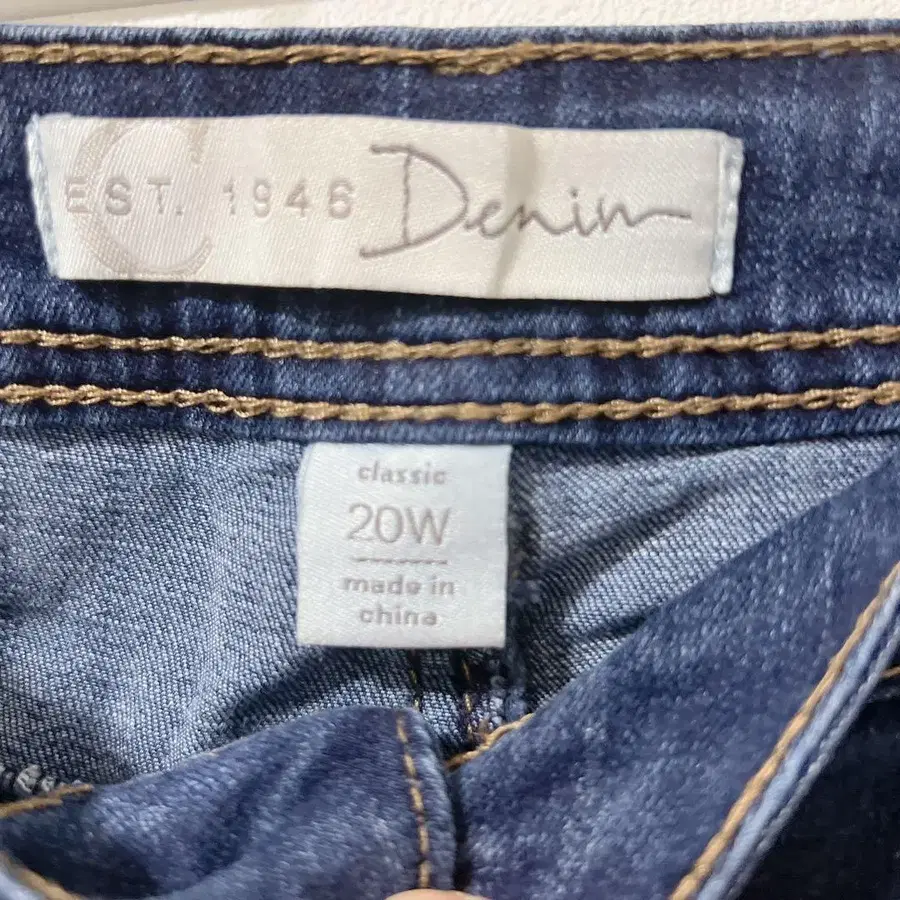 C
EST. 1946 Denim
classic
20W
made in
china